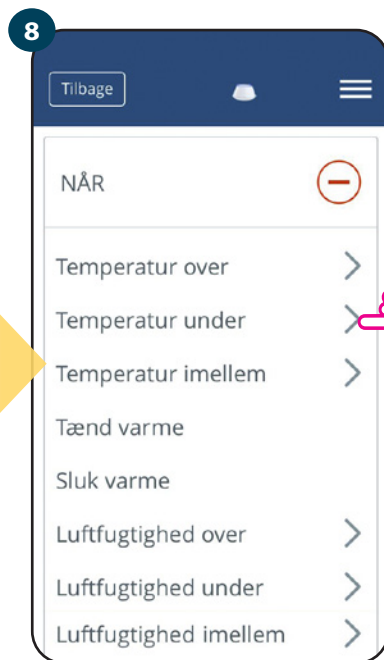 8
Tilbage
NÅR
Temperatur over
Temperatur under
Temperatur imellem
Tænd varme
Sluk varme
Luftfugtighed over
Luftfugtighed under
Luftfugtighed imellem